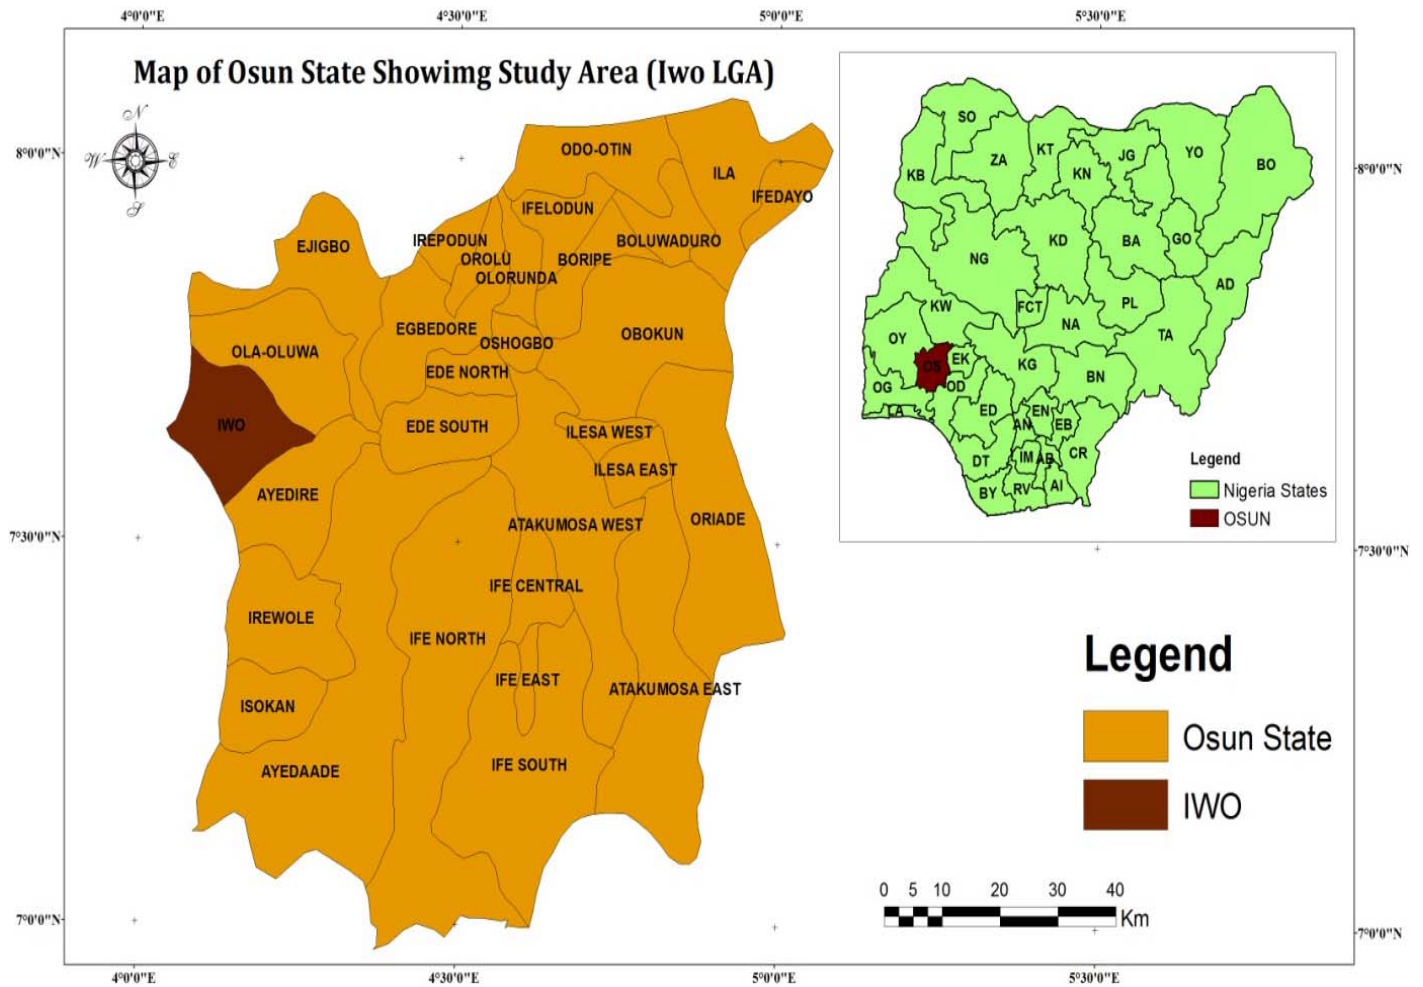 4°0'0"E 4°30'0"E 5°0'0"E 5°30'0"E
Map of Osun State Showimg Study Area (Iwo LGA)
N
W E
S
8°0'0"N
7°30'0"N
7°0'0"N
ODO-OTIN
ILA
IFEDAYO
IFELODUN
EJIGBO
IREPODUN
BOLUWADURO
OROLU
BORIPE
OLORUNDA
EGBEDORE
OSHOGBO
OBOKUN
OLA-OLUWA
EDE NORTH
IWO
EDE SOUTH
ILESA WEST
ILESA EAST
AYEDIRE
ATAKUMOSA WEST
ORIADE
IFE CENTRAL
IREWOLE
IFE NORTH
IFE EAST
ATAKUMOSA EAST
ISOKAN
IFE SOUTH
AYEDAADE
SO
ZA
KT
JG
YO
BO
KB
KN
NG
KD
BA
GO
AD
KW
FCT
PL
NA
TA
OY
OS
EK
KG
BN
OG
OD
LA
ED
EN
AN
EB
DT
IM
AB
CR
BY
RV
AI
Legend
Nigeria States
OSUN
8°0'0"N
7°30'0"N
7°0'0"N
Legend
Osun State
IWO
0 5 10 20 30 40
Km
4°0'0"E 4°30'0"E 5°0'0"E 5°30'0"E